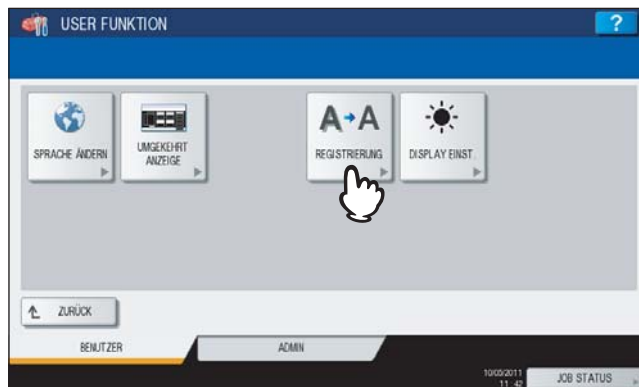 USER FUNKTION
?
SPRACHE ÄNDERN
UMGEKEHRT
ANZEIGE
A A
REGISTRIERUNG
DISPLAY EINST.
ZURÜCK
BENUTZER
ADMIN
10/05/2011
11:42
JOB STATUS